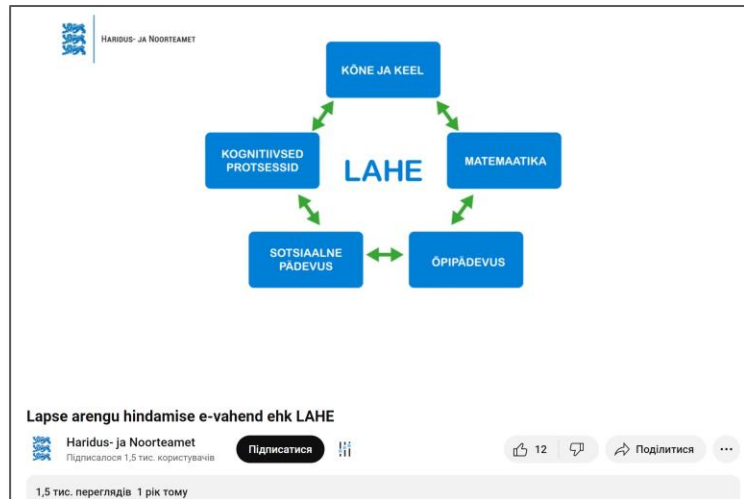 HARIDUS- JA NOORTEAMET
KÕNE JA KEEL
KOGNITIIVSED
PROTSESSID
LAHE
MATEMAATIKA
SOTSIAALNE
PÄDEVUS
ÕPIPÄDEVUS
Lapse arengu hindamise e-vahend ehk LAHE
Haridus- ja Noorteamet
Підписалося 1,5 тис. користувачів
Підписатися
12
Поділитися
1,5 тис. переглядів 1 рік тому